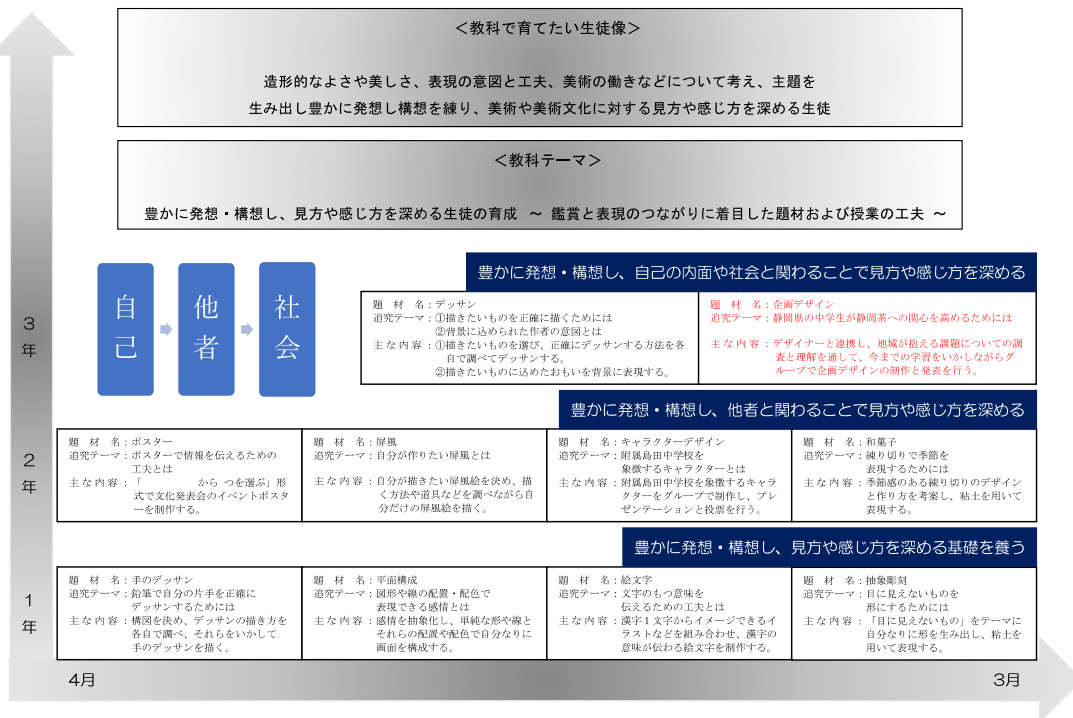 <教科で育てたい生徒像>
造形的なよさや美しさ、表現の意図と工夫、美術の働きなどについて考え、主題を
生み出し豊かに発想し構想を練り、美術や美術文化に対する見方や感じ方を深める生徒
<教科テーマ>
豊かに発想・構想し、見方や感じ方を深める生徒の育成 ～ 鑑賞と表現のつながりに着目した題材および授業の工夫 ～
自己
他者
社会
3年
豊かに発想・構想し、自己の内面や社会と関わることで見方や感じ方を深める
題 材 名：デッサン
追究テーマ：①描きたいものを正確に描くためには
②背景に込められた作者の意図とは
主な内容：①描きたいものを選び、正確にデッサンする方法を各
自で調べてデッサンする。
②描きたいものに込めたおもいを背景に表現する。
題 材 名：企画デザイン
追究テーマ：静岡県の中学生が静岡茶への関心を高めるためには
主な内容：デザイナーと連携し、地域が抱える課題についての調
査と理解を通して、今までの学習をいかしながらグ
ループで企画デザインの制作と発表を行う。
2年
豊かに発想・構想し、他者と関わることで見方や感じ方を深める
題 材 名：ポスター
追究テーマ：ポスターで情報を伝えるための
工夫とは
主な内容：「　　　　　から つを選ぶ」形
式で文化発表会のイベントポスタ
ーを制作する。
題 材 名：屏風
追究テーマ：自分が作りたい屏風とは
主な内容：自分が描きたい屏風絵を決め、描
く方法や道具などを調べながら自
分だけの屏風絵を描く。
題 材 名：キャラクターデザイン
追究テーマ：附属島田中学校を
象徴するキャラクターとは
主な内容：附属島田中学校を象徴するキャラ
クターをグループで制作し、プレ
ゼンテーションと投票を行う。
題 材 名：和菓子
追究テーマ：練り切りで季節を
表現するためには
主な内容：季節感のある練り切りのデザイン
と作り方を考案し、粘土を用いて
表現する。
1年
豊かに発想・構想し、見方や感じ方を深める基礎を養う
題 材 名：手のデッサン
追究テーマ：鉛筆で自分の片手を正確に
デッサンするためには
主な内容：構図を決め、デッサンの描き方を
各自で調べ、それらをいかして
手のデッサンを描く。
題 材 名：平面構成
追究テーマ：図形や線の配置・配色で
表現できる感情とは
主な内容：感情を抽象化し、単純な形や線と
それらの配置や配色で自分なりに
画面を構成する。
題 材 名：絵文字
追究テーマ：文字のもつ意味を
伝えるための工夫とは
主な内容：漢字１文字からイメージできるイ
ラストなどを組み合わせ、漢字の
意味が伝わる絵文字を制作する。
題 材 名：抽象彫刻
追究テーマ：目に見えないものを
形にするためには
主な内容：「目に見えないもの」をテーマに
自分なりに形を生み出し、粘土を
用いて表現する。
4月
3月